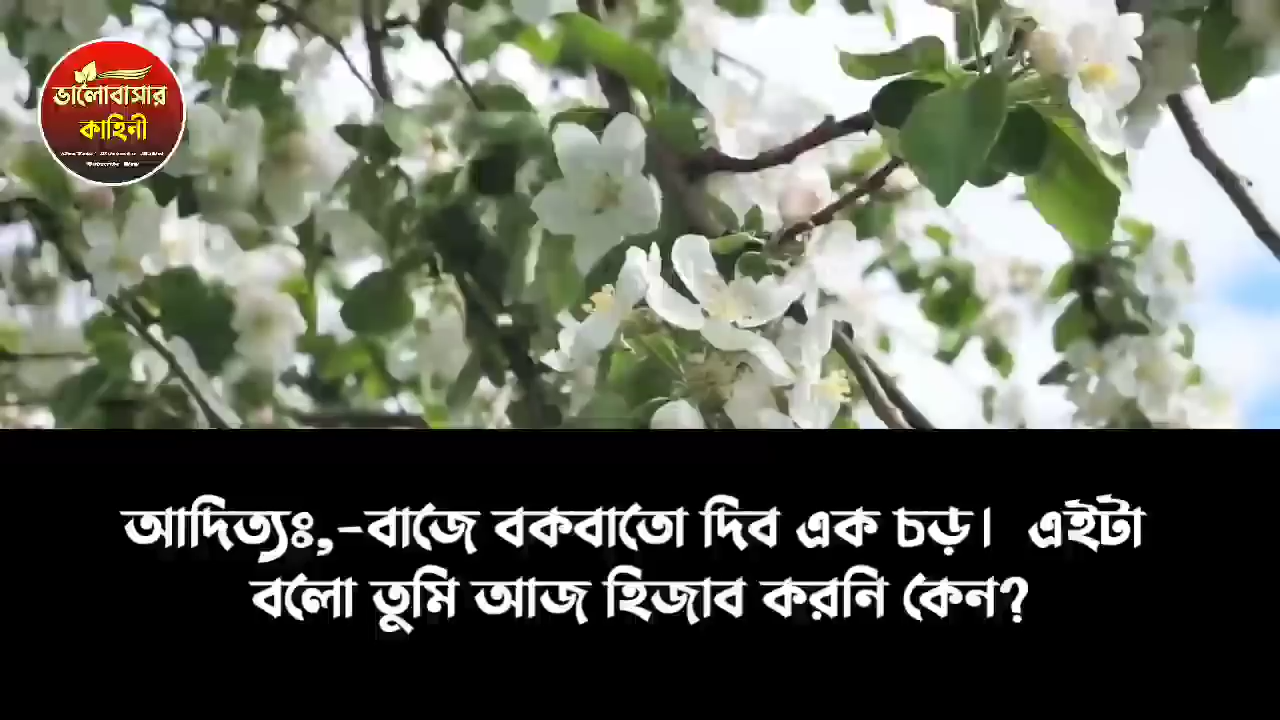 ভালোবাসার
কাহিনী
আদিত্যঃ,-বাজে বকবাতো দিব এক চড়। এইটা
বলো তুমি আজ হিজাব করনি কেন?